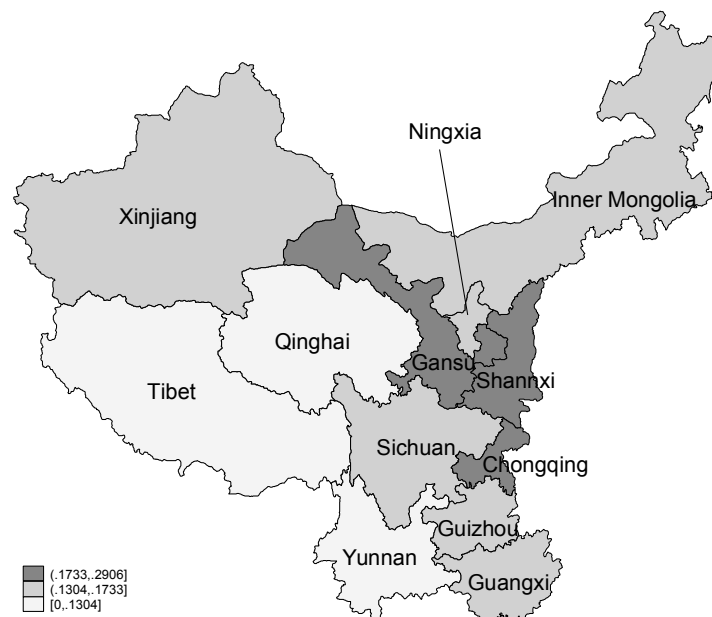 Ningxia
Inner Mongolia
Xinjiang
Qinghai
Gansu
Shannxi
Tibet
Sichuan
Chongqing
Guizhou
Yunnan
Guangxi
(.1733,.2906]
(.1304,.1733]
[0,.1304]